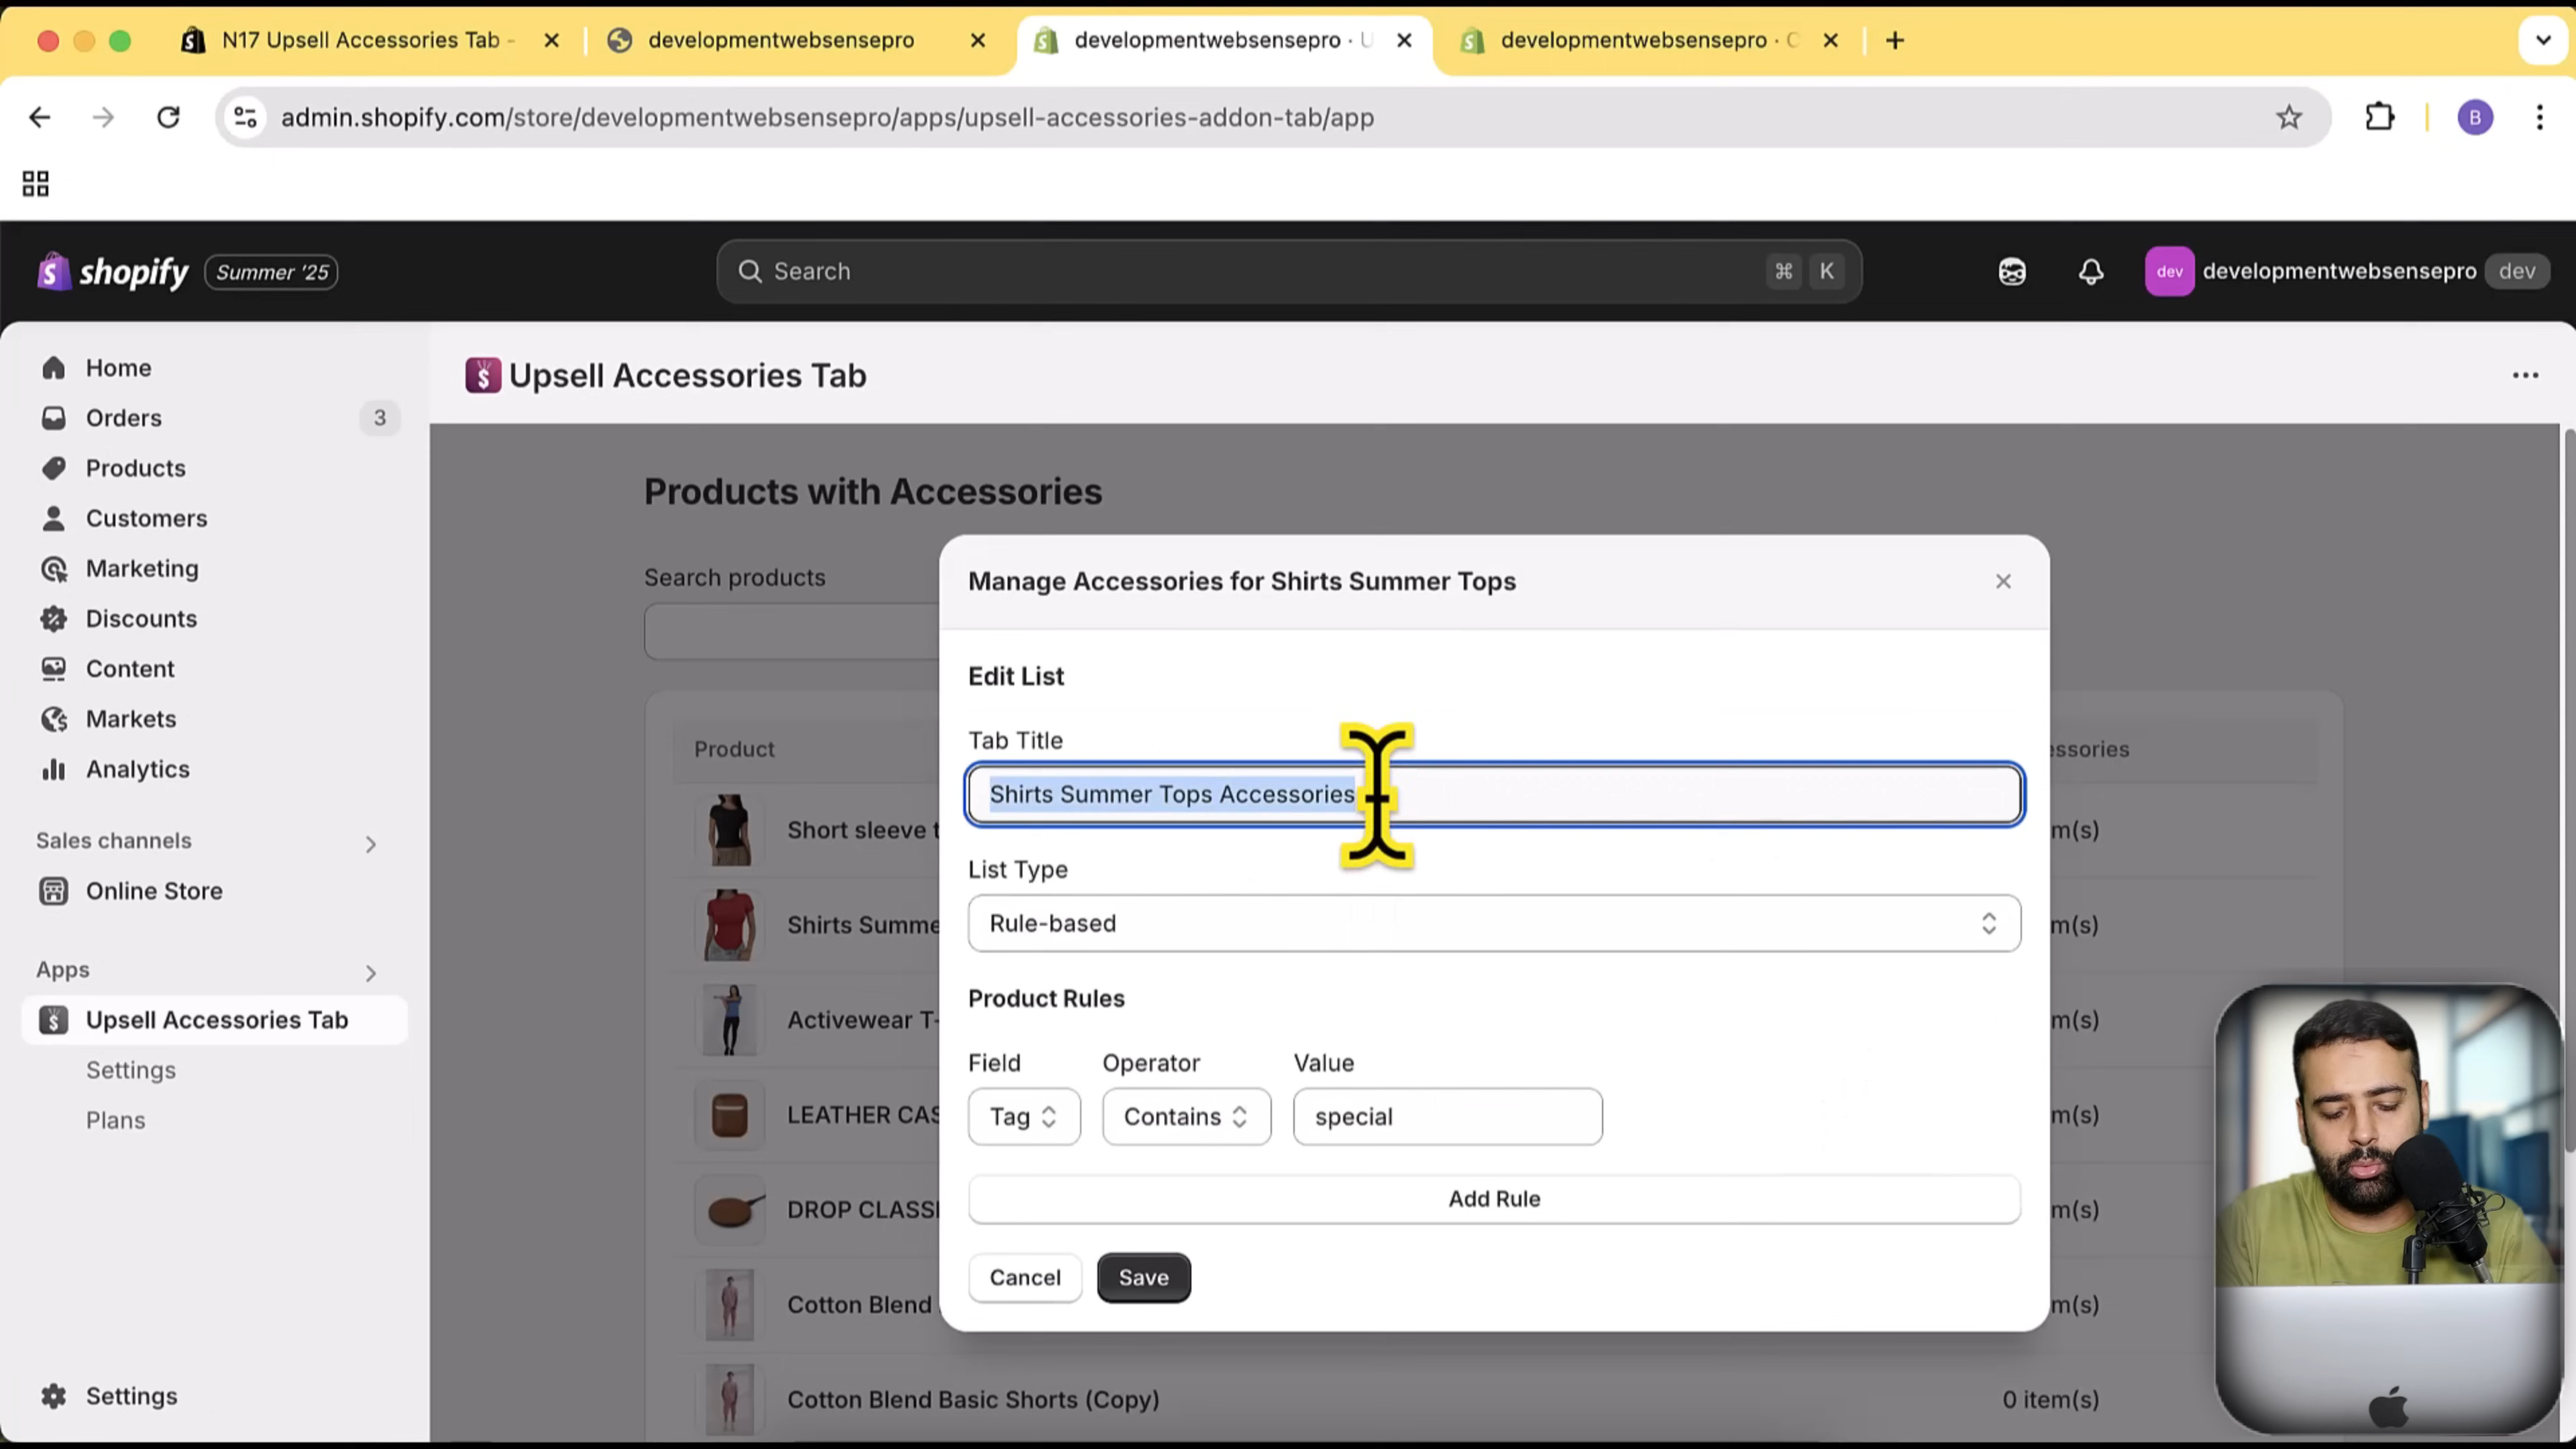 N17 Upsell Accessories Tab -
developmentwebsensepro
developmentwebsensepro · U
developmentwebsensepro · C
admin.shopify.com/store/developmentwebsensepro/apps/upsell-accessories-addon-tab/app
B
shopify
Summer '25
Search
⌘ K
dev
developmentwebsensepro
dev
Home
Orders
3
Products
Customers
Marketing
Discounts
Content
Markets
Analytics
Sales channels
Online Store
Apps
Upsell Accessories Tab
Settings
Plans
Settings
Upsell Accessories Tab
Products with Accessories
Search products
Product
essories
Short sleeve t
m(s)
Shirts Summe
m(s)
Activewear T-
m(s)
LEATHER CAS
m(s)
DROP CLASSI
m(s)
Cotton Blend
m(s)
Cotton Blend Basic Shorts (Copy)
0 item(s)
Manage Accessories for Shirts Summer Tops
Edit List
Tab Title
Shirts Summer Tops Accessories
List Type
Rule-based
Product Rules
Field
Operator
Value
Tag
Contains
special
Add Rule
Cancel
Save